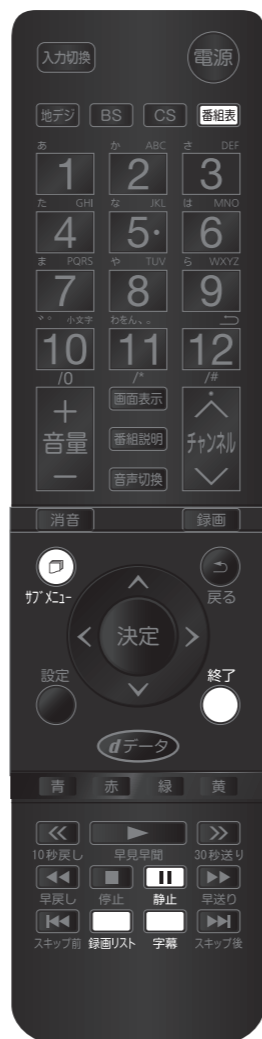 入力切換 電源
地デジ BS CS 番組表
あ か ABC さ DEF
1 2 3
た GHI な JKL は MNO
4 5· 6
ま PQRS や TUV ら WXYZ
7 8 9
゛゜ 小文字 わをん、。
10 11 12
/0 /* /#
+ 画面表示
音量 番組説明 チャンネル
- 音声切換
消音 録画
サブメニュー 戻る
決定
設定 終了
dデータ
青 赤 緑 黄
10秒戻し 早見早聞 30秒送り
早戻し 停止 静止 早送り
スキップ前 録画リスト 字幕 スキップ後